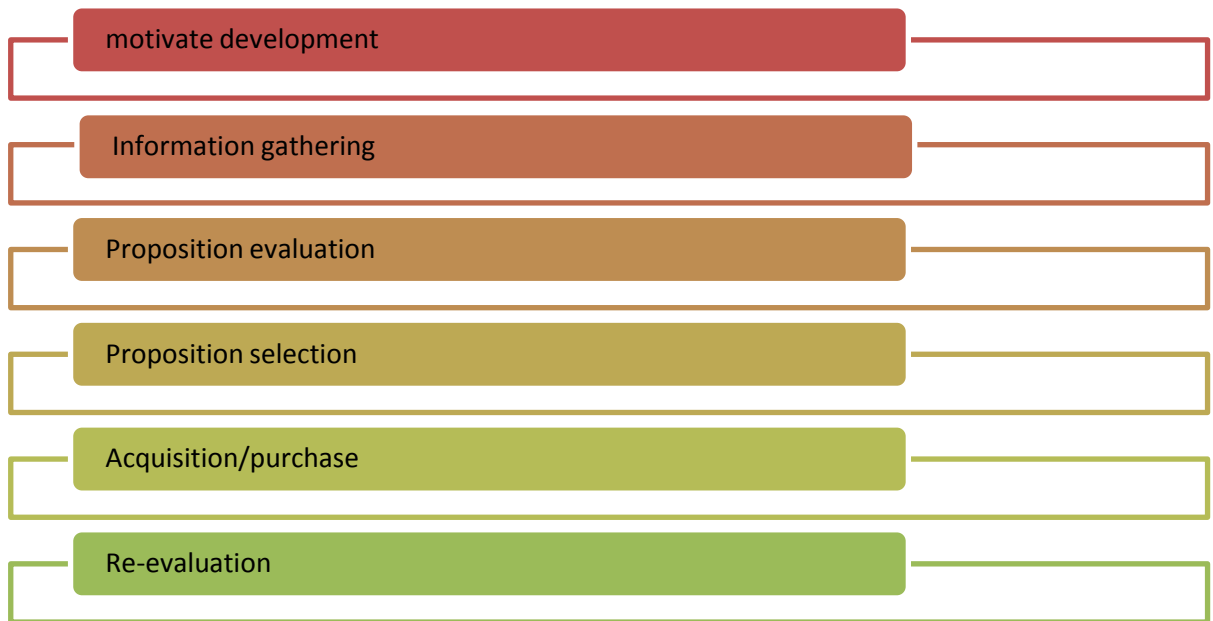 motivate development
Information gathering
Proposition evaluation
Proposition selection
Acquisition/purchase
Re-evaluation